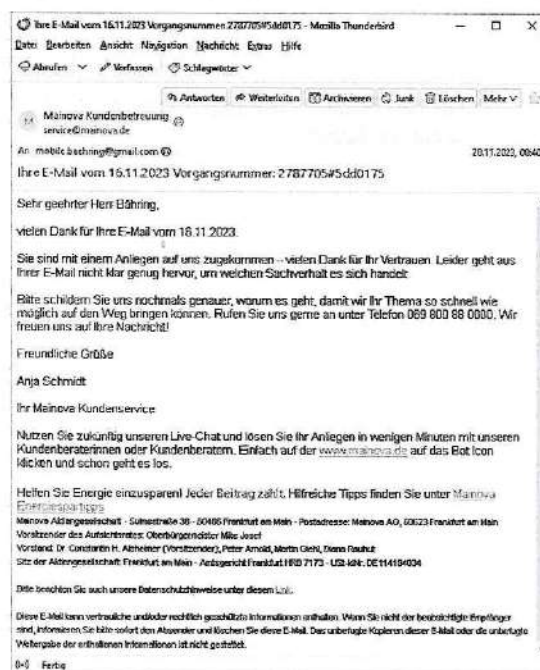 Ihre E-Mail vom 16.11.2023 Vorgangsnummer: 2787705#5dd0175 - Mozilla Thunderbird
Datei Bearbeiten Ansicht Navigation Nachricht Extras Hilfe
Abrufen Verfassen Schlagwörter
Antworten Weiterleiten Archivieren Junk Löschen Mehr
M Mainova Kundenbetreuung
service@mainova.de
An mobile.baehring@gmail.com 20.11.2023, 00:40
Ihre E-Mail vom 16.11.2023 Vorgangsnummer: 2787705#5dd0175
Sehr geehrter Herr Bähring,
vielen Dank für Ihre E-Mail vom 18.11.2023.
Sie sind mit einem Anliegen auf uns zugekommen – vielen Dank für Ihr Vertrauen. Leider geht aus
Ihrer E-Mail nicht klar genug hervor, um welchen Sachverhalt es sich handelt.
Bitte schildern Sie uns nochmals genauer, worum es geht, damit wir Ihr Thema so schnell wie
möglich auf den Weg bringen können. Rufen Sie uns gerne an unter Telefon 069 800 88 0000. Wir
freuen uns auf Ihre Nachricht!
Freundliche Grüße
Anja Schmidt
Ihr Mainova Kundenservice
Nutzen Sie zukünftig unseren Live-Chat und lösen Sie Ihr Anliegen in wenigen Minuten mit unseren
Kundenberaterinnen oder Kundenberatern. Einfach auf der www.mainova.de auf das Bot Icon
klicken und schon geht es los.
Helfen Sie Energie einzusparen! Jeder Beitrag zählt. Hilfreiche Tipps finden Sie unter Mainova
Energiespartipps
Mainova Aktiengesellschaft - Solmsstraße 38 - 60486 Frankfurt am Main - Postadresse: Mainova AG, 60623 Frankfurt am Main
Vorsitzender des Aufsichtsrates: Oberbürgermeister Mike Josef
Vorstand: Dr. Constantin H. Alsheimer (Vorsitzender), Peter Arnold, Martin Giehl, Diana Rauhut
Sitz der Aktiengesellschaft: Frankfurt am Main - Amtsgericht Frankfurt HRB 7173 - USt-IdNr. DE114184034
Bitte beachten Sie auch unsere Datenschutzhinweise unter diesem Link.
Diese E-Mail kann vertrauliche und/oder rechtlich geschützte Informationen enthalten. Wenn Sie nicht der beabsichtigte Empfänger
sind, informieren Sie bitte sofort den Absender und löschen Sie diese E-Mail. Das unbefugte Kopieren dieser E-Mail oder die unbefugte
Weitergabe der enthaltenen Informationen ist nicht gestattet.
Fertig